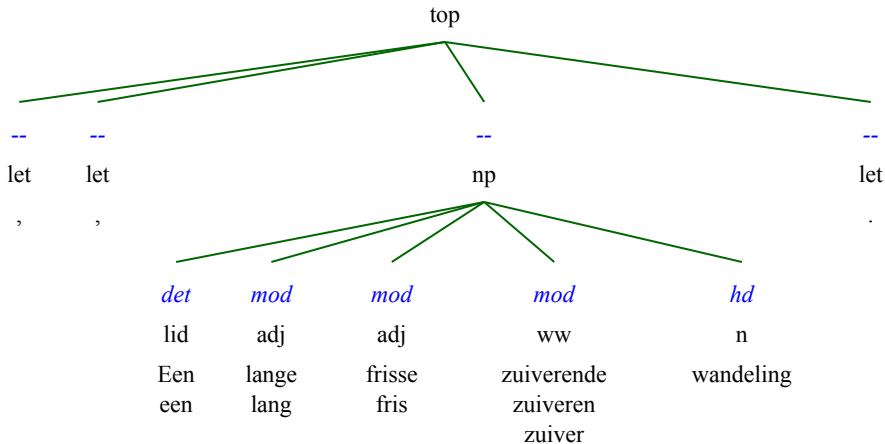 top
-- -- -- --
let let np let
, , .
det mod mod mod hd
lid adj adj ww n
Een lange frisse zuiverende wandeling
een lang fris zuiveren
zuiver